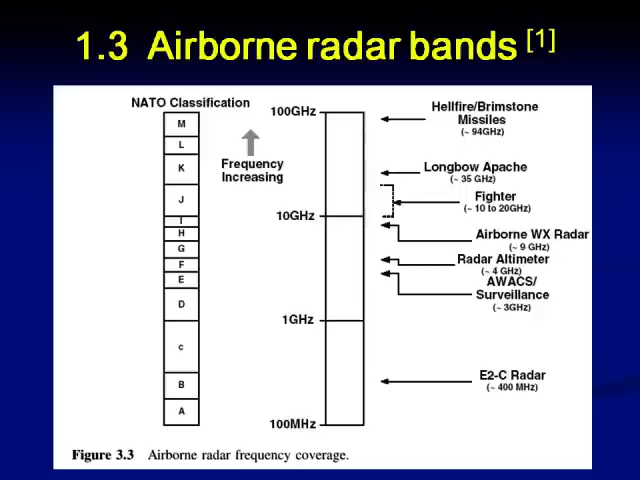 1.3 Airborne radar bands [1]
NATO Classification
M
L
K
J
I
H
G
F
E
D
c
B
A
Frequency
Increasing
100GHz
10GHz
1GHz
100MHz
Hellfire/Brimstone
Missiles
(~ 94GHz)
Longbow Apache
(~ 35 GHz)
Fighter
(~ 10 to 20GHz)
Airborne WX Radar
(~ 9 GHz)
Radar Altimeter
(~ 4 GHz)
AWACS/
Surveillance
(~ 3GHz)
E2-C Radar
(~ 400 MHz)
Figure 3.3 Airborne radar frequency coverage.